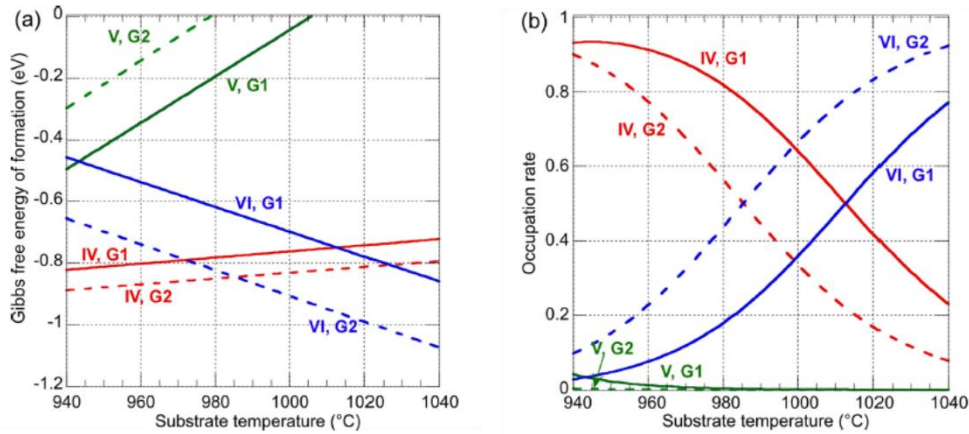 (a)
Gibbs free energy of formation (eV)
0
-0.2
-0.4
-0.6
-0.8
-1
-1.2
V, G2
V, G1
VI, G1
IV, G1
IV, G2
VI, G2
940 960 980 1000 1020 1040
Substrate temperature (°C)
(b)
Occupation rate
1
0.8
0.6
0.4
0.2
0
IV, G1
VI, G2
IV, G2
VI, G1
V, G2
V, G1
940 960 980 1000 1020 1040
Substrate temperature (°C)